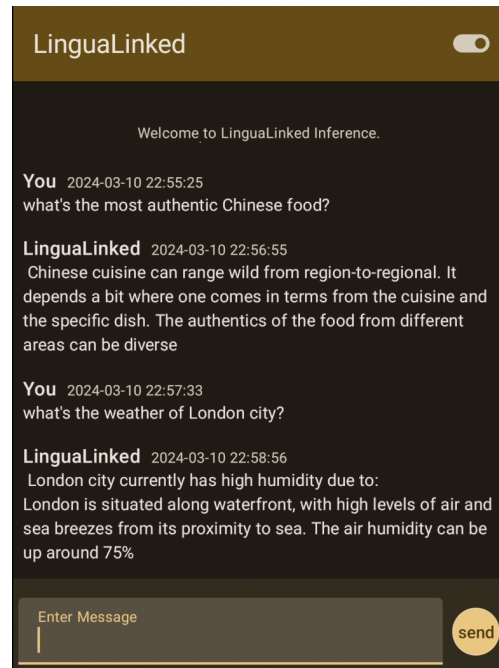 LinguaLinked
Welcome to LinguaLinked Inference.
You 2024-03-10 22:55:25
what's the most authentic Chinese food?
LinguaLinked 2024-03-10 22:56:55
Chinese cuisine can range wild from region-to-regional. It
depends a bit where one comes in terms from the cuisine and
the specific dish. The authentics of the food from different
areas can be diverse
You 2024-03-10 22:57:33
what's the weather of London city?
LinguaLinked 2024-03-10 22:58:56
London city currently has high humidity due to:
London is situated along waterfront, with high levels of air and
sea breezes from its proximity to sea. The air humidity can be
up around 75%
Enter Message
send